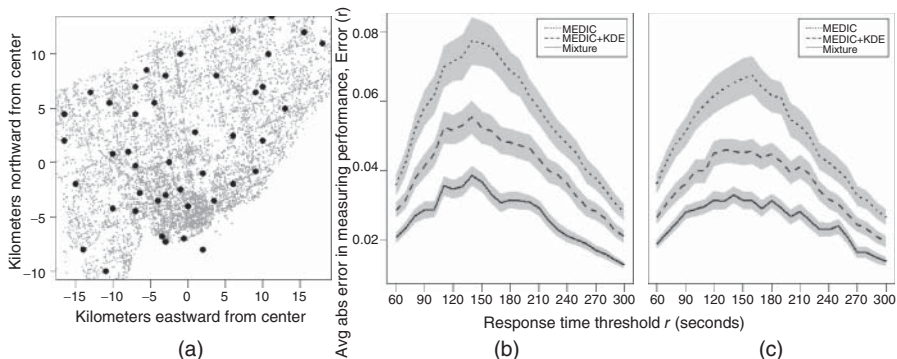 Kilometers northward from center
10
5
0
−5
−10
−15
−10
−5
0
5
10
15
Kilometers eastward from center
(a)
Avg abs error in measuring performance, Error (r)
0.08
0.06
0.04
0.02
MEDIC
MEDIC+KDE
Mixture
60
90
120
150
180
210
240
270
300
(b)
Response time threshold r (seconds)
MEDIC
MEDIC+KDE
Mixture
60
90
120
150
180
210
240
270
300
(c)